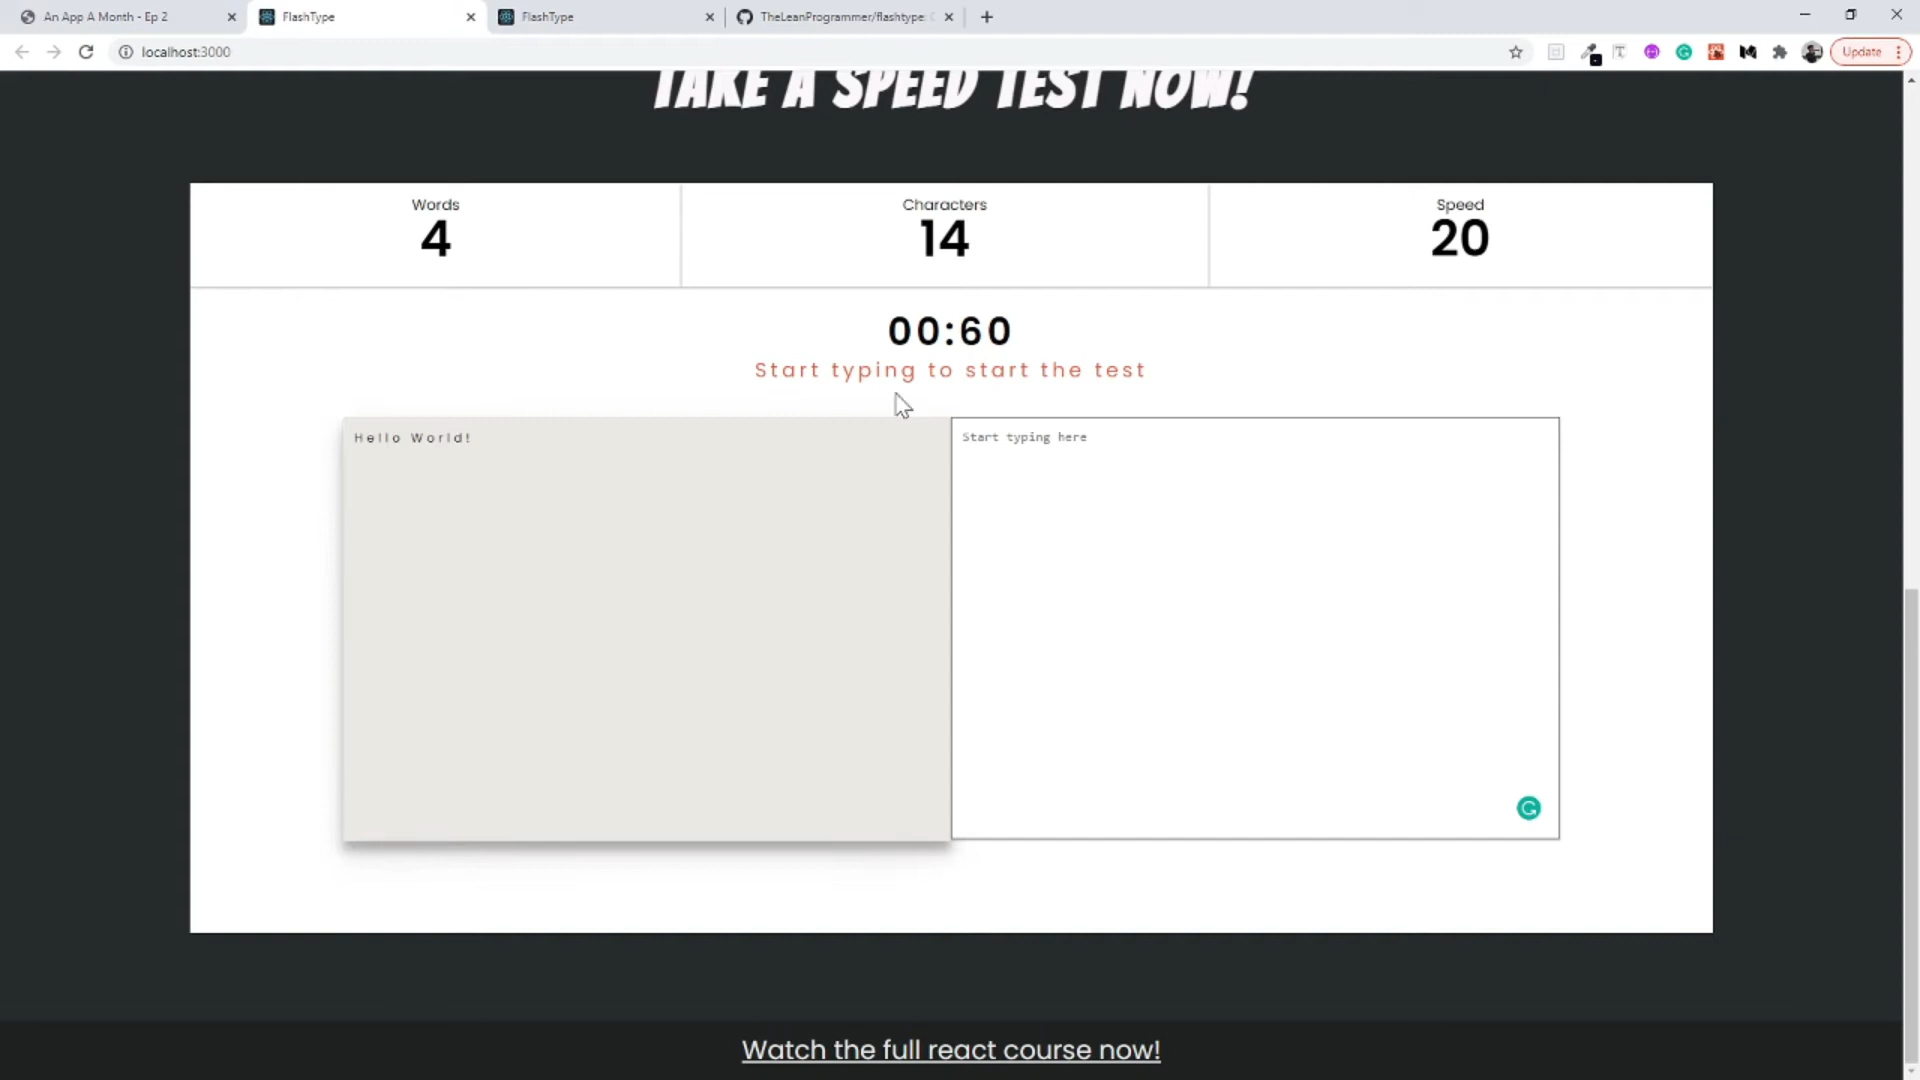 An App A Month - Ep 2
FlashType
FlashType
TheLeanProgrammer/flashtype:
localhost:3000
Update
TAKE A SPEED TEST NOW!
Words
4
Characters
14
Speed
20
00:60
Start typing to start the test
Hello World!
Start typing here
Watch the full react course now!